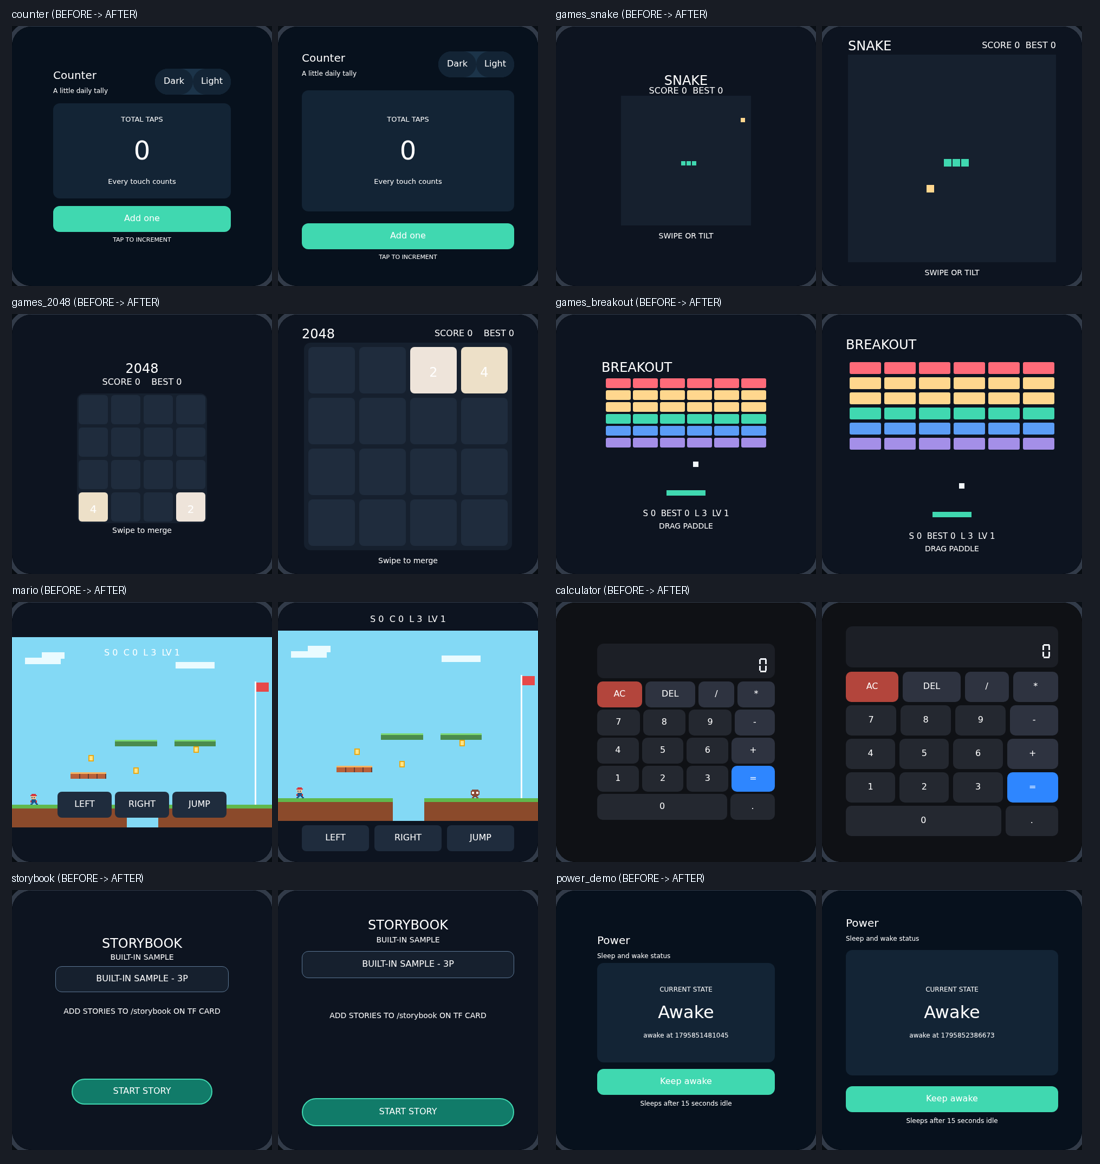 counter (BEFORE -> AFTER)
Counter
A little daily tally
Dark Light
TOTAL TAPS
0
Every touch counts
Add one
TAP TO INCREMENT
Counter
A little daily tally
Dark Light
TOTAL TAPS
0
Every touch counts
Add one
TAP TO INCREMENT
games_snake (BEFORE -> AFTER)
SNAKE
SCORE 0 BEST 0
SWIPE OR TILT
SNAKE SCORE 0 BEST 0
SWIPE OR TILT
games_2048 (BEFORE -> AFTER)
2048
SCORE 0 BEST 0
4 2
Swipe to merge
2048 SCORE 0 BEST 0
2 4
Swipe to merge
games_breakout (BEFORE -> AFTER)
BREAKOUT
S 0 BEST 0 L 3 LV 1
DRAG PADDLE
BREAKOUT
S 0 BEST 0 L 3 LV 1
DRAG PADDLE
mario (BEFORE -> AFTER)
S 0 C 0 L 3 LV 1
LEFT RIGHT JUMP
S 0 C 0 L 3 LV 1
LEFT RIGHT JUMP
calculator (BEFORE -> AFTER)
0
AC DEL / *
7 8 9 -
4 5 6 +
1 2 3 =
0 .
0
AC DEL / *
7 8 9 -
4 5 6 +
1 2 3 =
0 .
storybook (BEFORE -> AFTER)
STORYBOOK
BUILT-IN SAMPLE
BUILT-IN SAMPLE - 3P
ADD STORIES TO /storybook ON TF CARD
START STORY
STORYBOOK
BUILT-IN SAMPLE
BUILT-IN SAMPLE - 3P
ADD STORIES TO /storybook ON TF CARD
START STORY
power_demo (BEFORE -> AFTER)
Power
Sleep and wake status
CURRENT STATE
Awake
awake at 1795851481045
Keep awake
Sleeps after 15 seconds idle
Power
Sleep and wake status
CURRENT STATE
Awake
awake at 1795852386673
Keep awake
Sleeps after 15 seconds idle